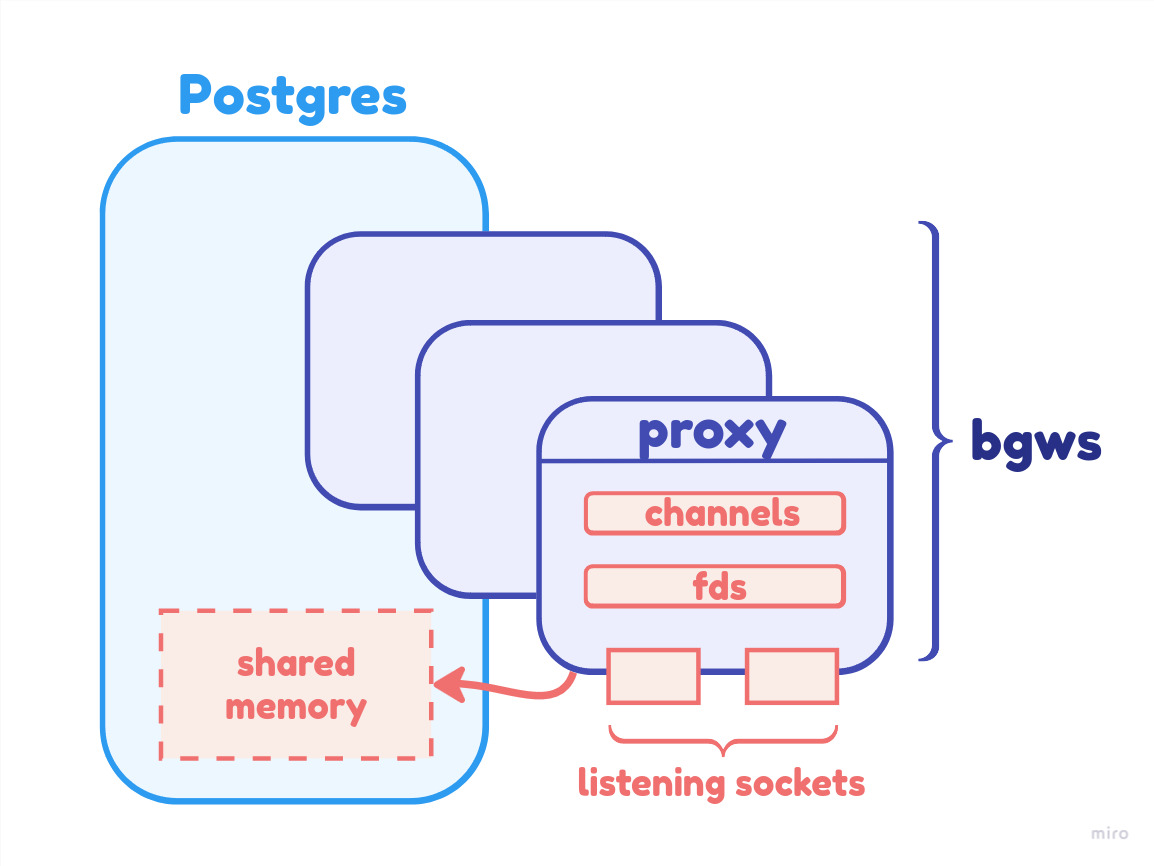 Postgres
proxy
channels
fds
bgws
shared
memory
listening sockets
miro